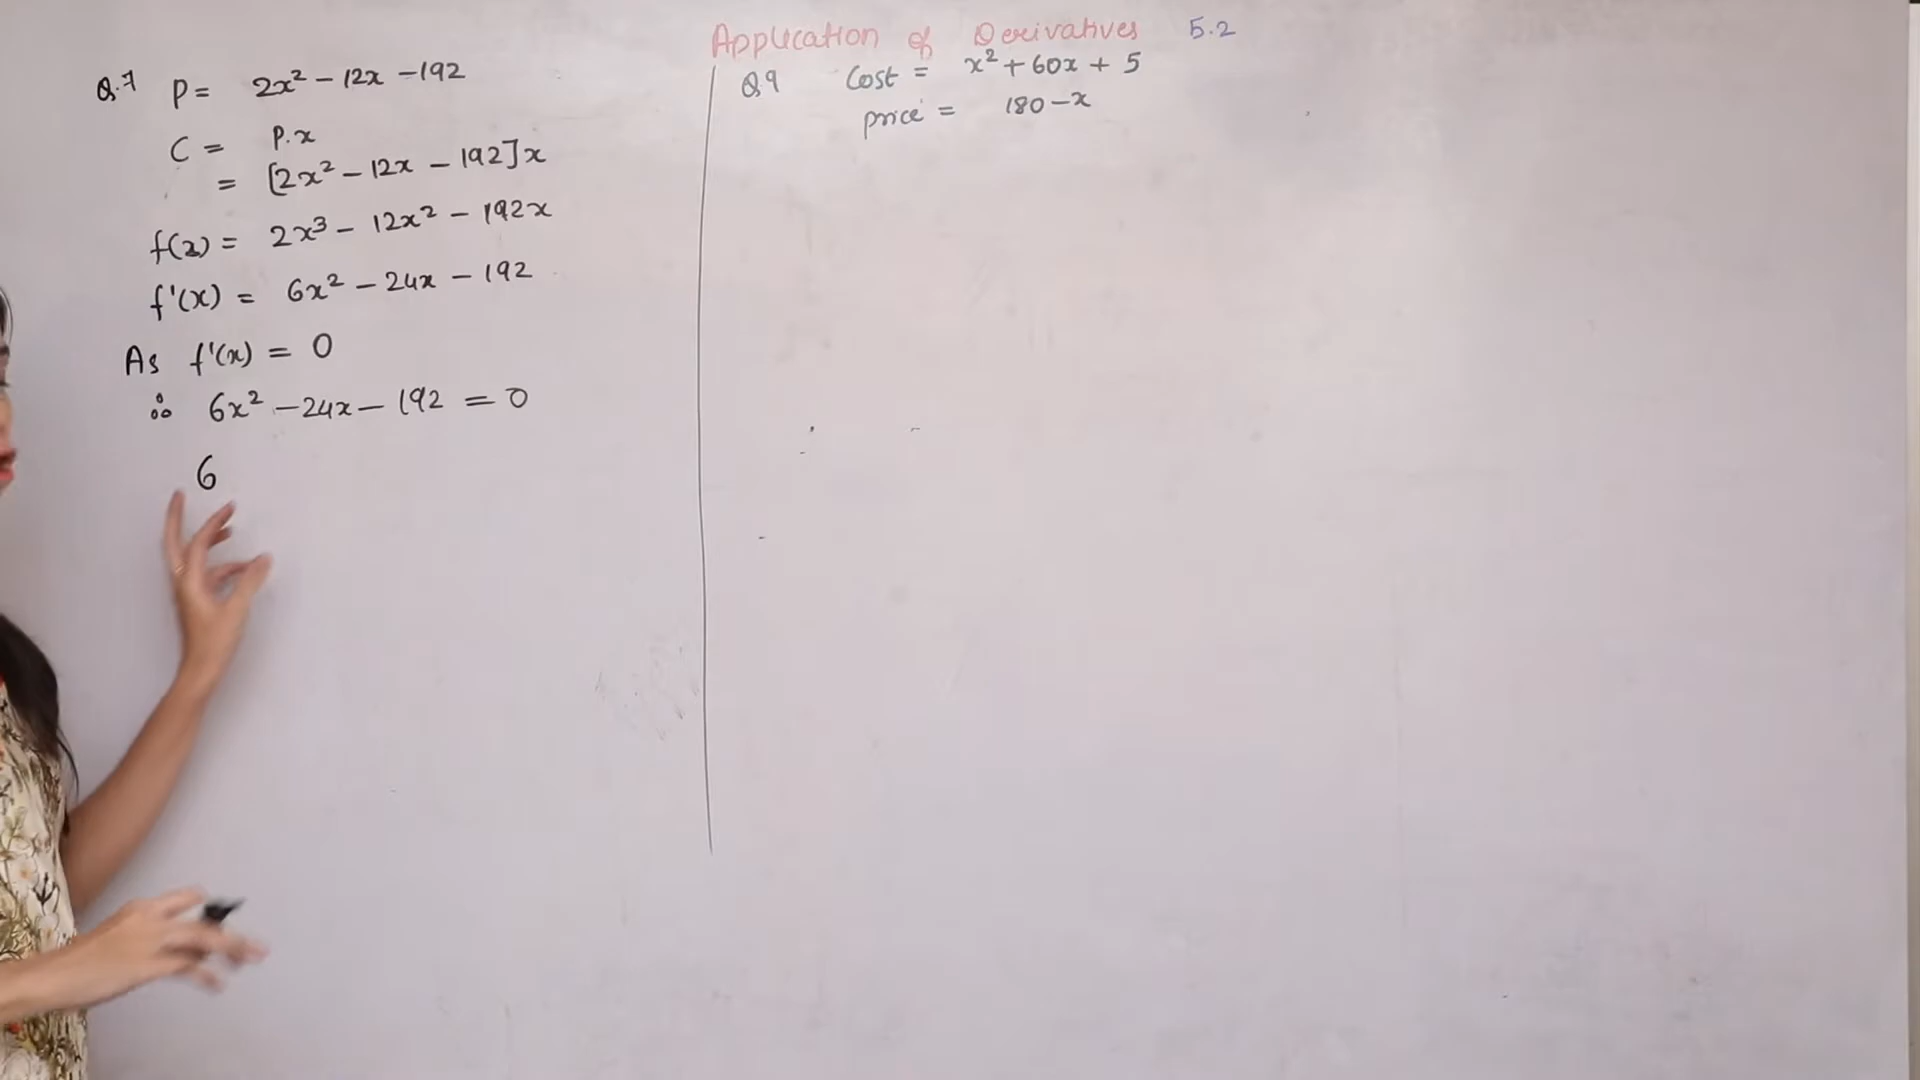 Application of Derivatives 5.2
Q.7 P = 2x² - 12x - 192
C = P.x
= [2x² - 12x - 192]x
f(x) = 2x³ - 12x² - 192x
f'(x) = 6x² - 24x - 192
As f'(x) = 0
∴ 6x² - 24x - 192 = 0
6
Q.9 Cost = x² + 60x + 5
price = 180 - x